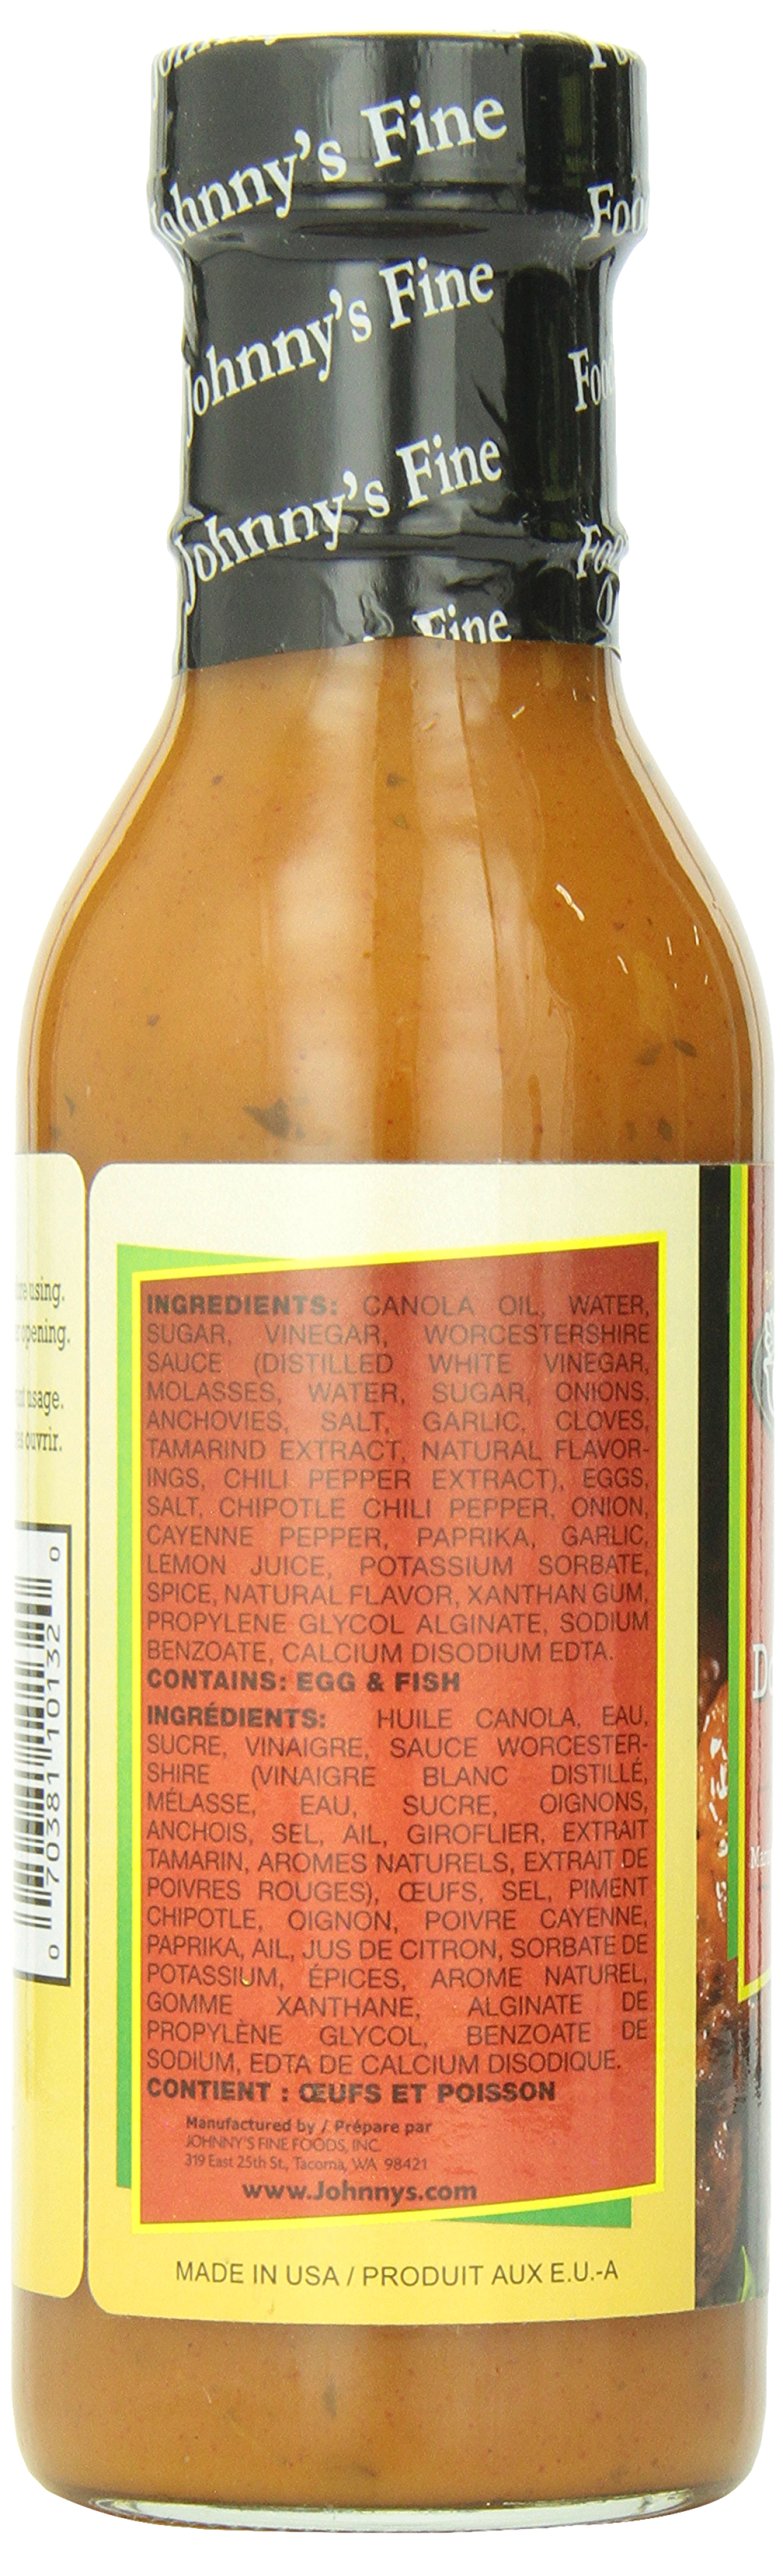 Johnny's Fine
Foo
Johnny's Fine
Foo
Johnny's Fine
Foo
Fine
using.
opening.
usage.
ouvrir.
0 70381 10132 0
INGREDIENTS: CANOLA OIL, WATER,
SUGAR, VINEGAR, WORCESTERSHIRE
SAUCE (DISTILLED WHITE VINEGAR,
MOLASSES, WATER, SUGAR, ONIONS,
ANCHOVIES, SALT, GARLIC, CLOVES,
TAMARIND EXTRACT, NATURAL FLAVOR-
INGS, CHILI PEPPER EXTRACT), EGGS,
SALT, CHIPOTLE CHILI PEPPER, ONION,
CAYENNE PEPPER, PAPRIKA, GARLIC,
LEMON JUICE, POTASSIUM SORBATE,
SPICE, NATURAL FLAVOR, XANTHAN GUM,
PROPYLENE GLYCOL ALGINATE, SODIUM
BENZOATE, CALCIUM DISODIUM EDTA.
CONTAINS: EGG & FISH
INGRÉDIENTS: HUILE CANOLA, EAU,
SUCRE, VINAIGRE, SAUCE WORCESTER-
SHIRE (VINAIGRE BLANC DISTILLÉ,
MÉLASSE, EAU, SUCRE, OIGNONS,
ANCHOIS, SEL, AIL, GIROFLIER, EXTRAIT
TAMARIN, AROMES NATURELS, EXTRAIT DE
POIVRES ROUGES), ŒUFS, SEL, PIMENT
CHIPOTLE, OIGNON, POIVRE CAYENNE,
PAPRIKA, AIL, JUS DE CITRON, SORBATE DE
POTASSIUM, ÉPICES, AROME NATUREL,
GOMME XANTHANE, ALGINATE DE
PROPYLÈNE GLYCOL, BENZOATE DE
SODIUM, EDTA DE CALCIUM DISODIQUE.
CONTIENT : ŒUFS ET POISSON
Manufactured by / Prépare par
JOHNNY'S FINE FOODS, INC.
319 East 25th St., Tacoma, WA 98421
www.Johnnys.com
MADE IN USA / PRODUIT AUX E.U.-A